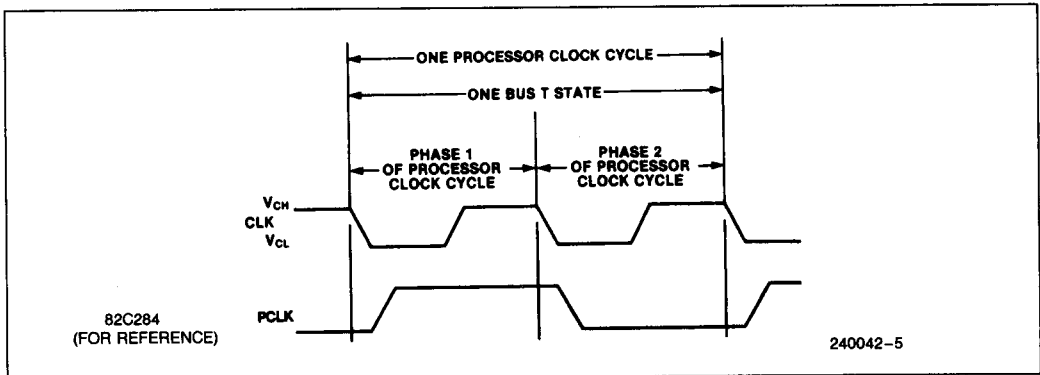 ONE PROCESSOR CLOCK CYCLE
ONE BUS T STATE
PHASE 1
OF PROCESSOR
CLOCK CYCLE
PHASE 2
OF PROCESSOR
CLOCK CYCLE
VCH
CLK
VCL
PCLK
82C284
(FOR REFERENCE)
240042-5